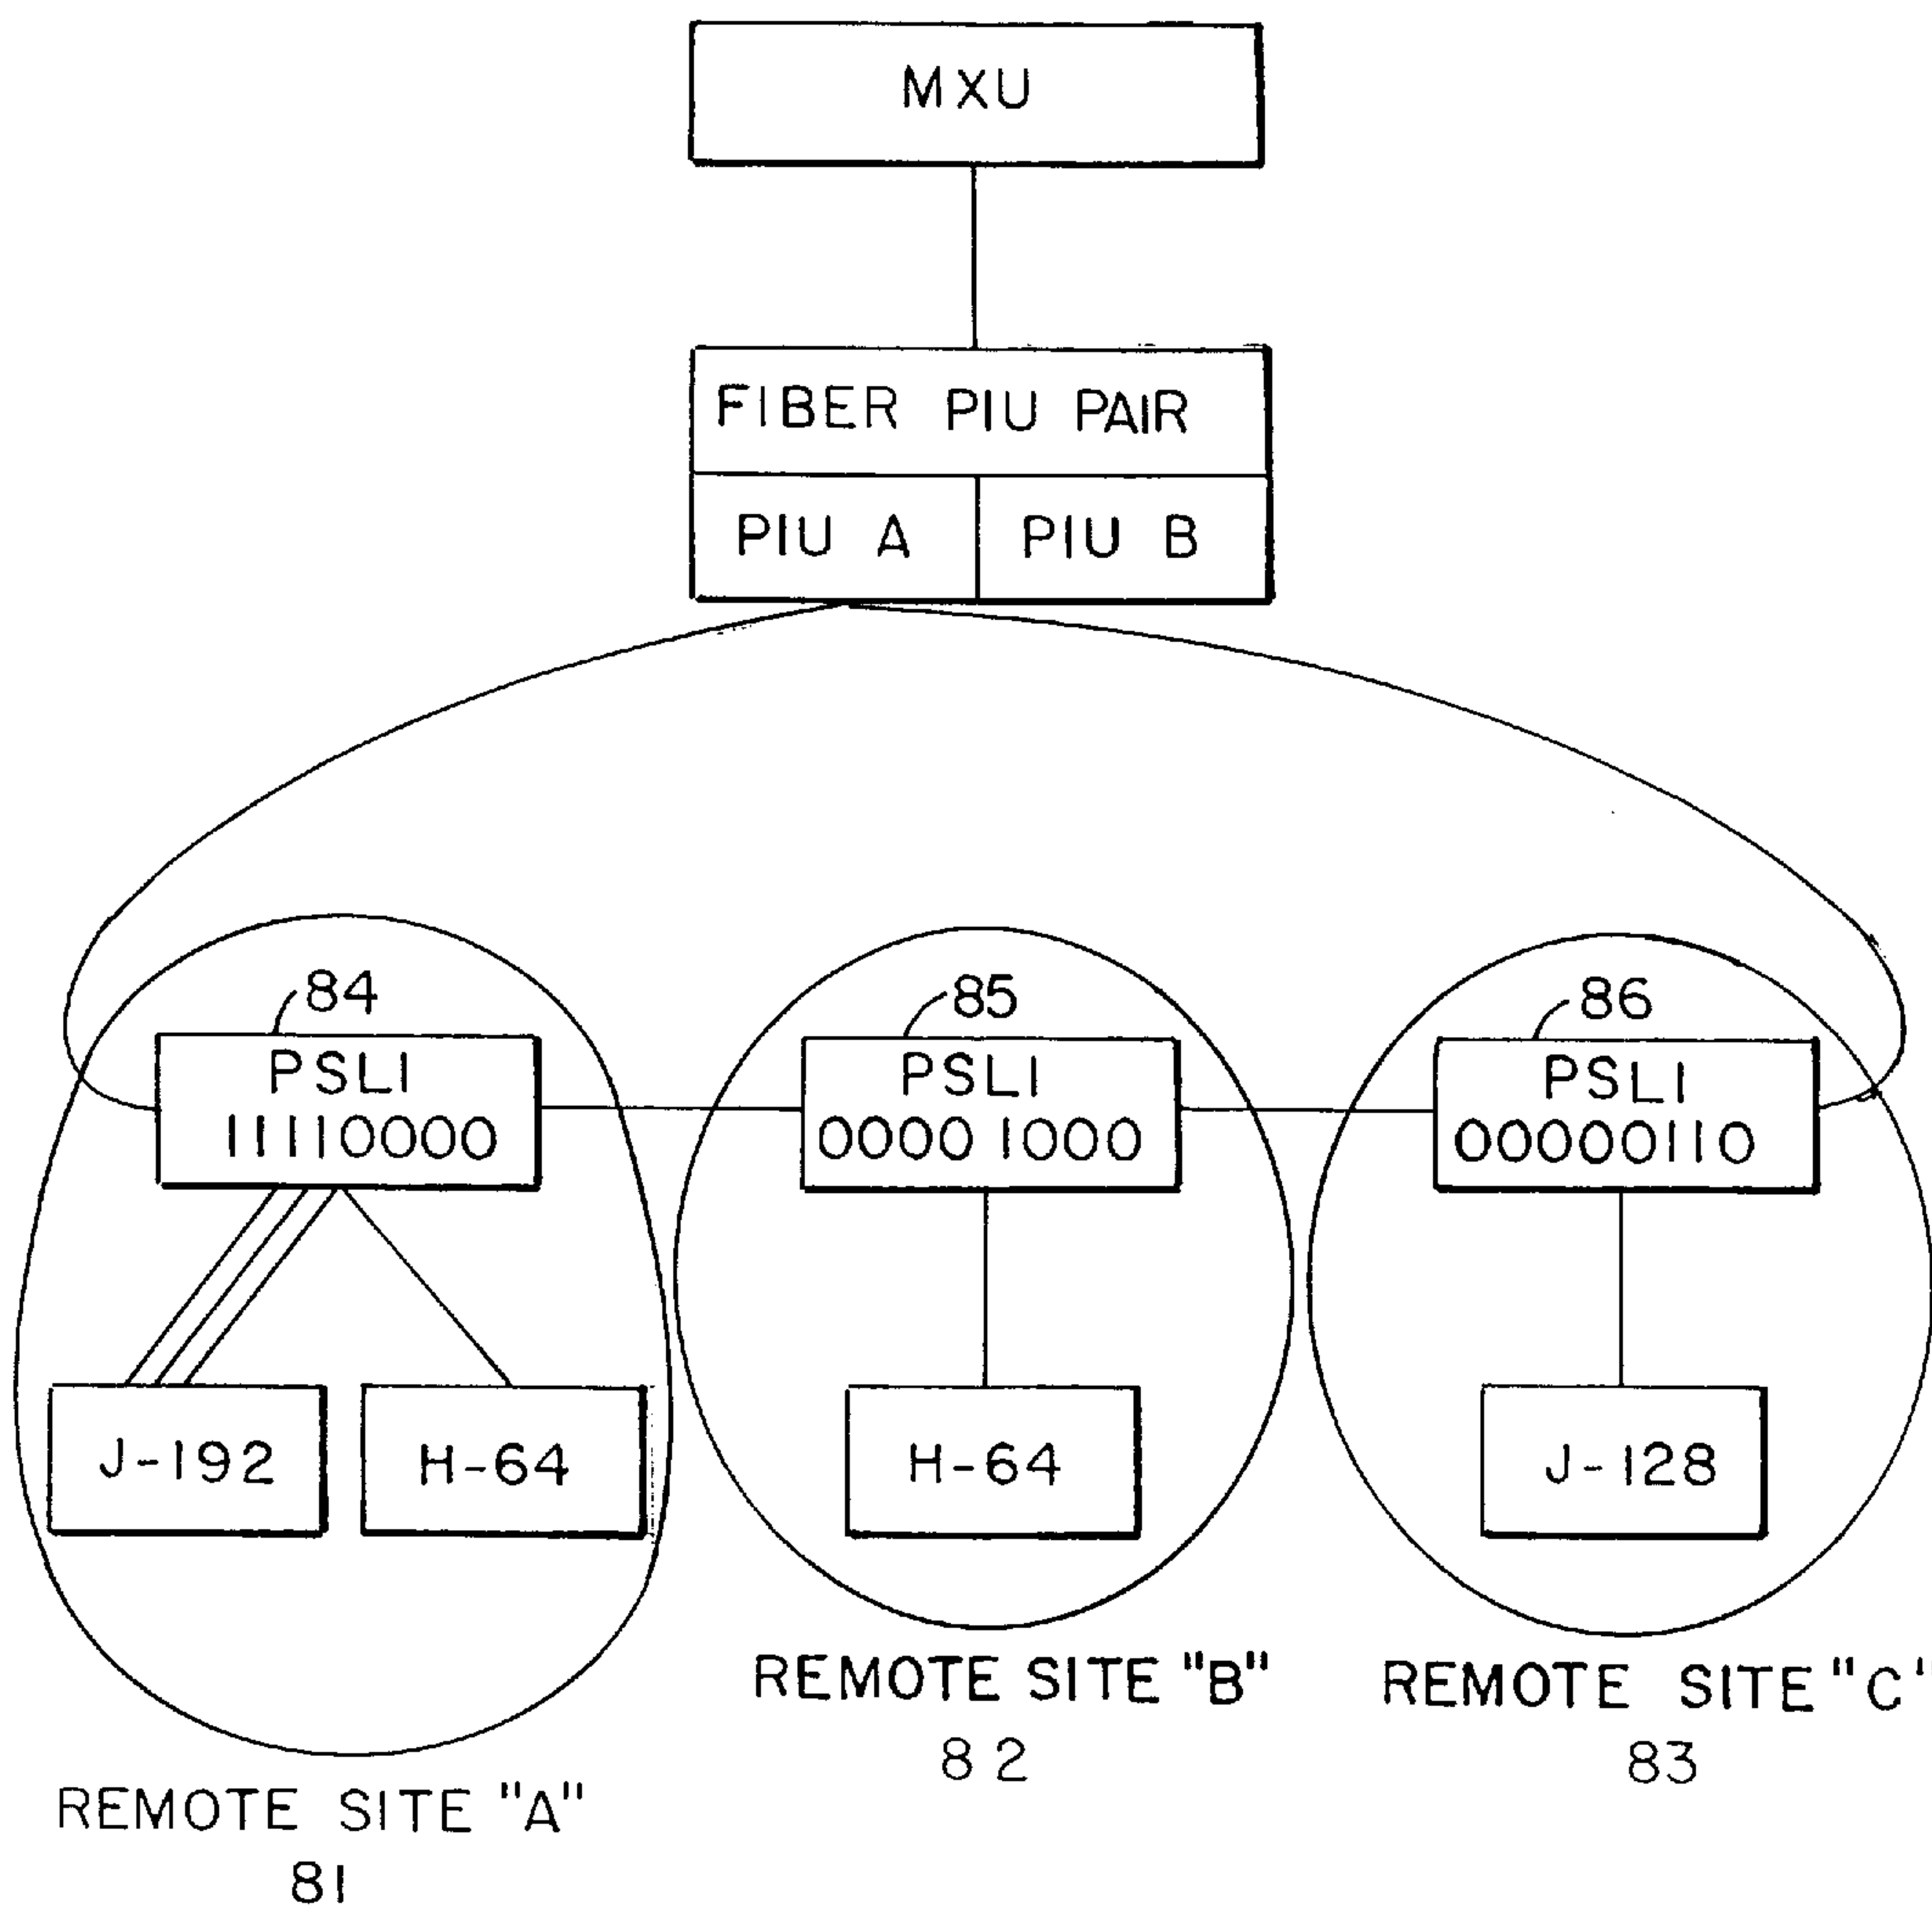 MXU
FIBER PIU PAIR
PIU A
PIU B
84
85
86
PSLI
11110000
PSLI
00001000
PSLI
00000110
J-192
H-64
H-64
J-128
REMOTE SITE "B"
82
REMOTE SITE "C'
83
REMOTE SITE "A"
81